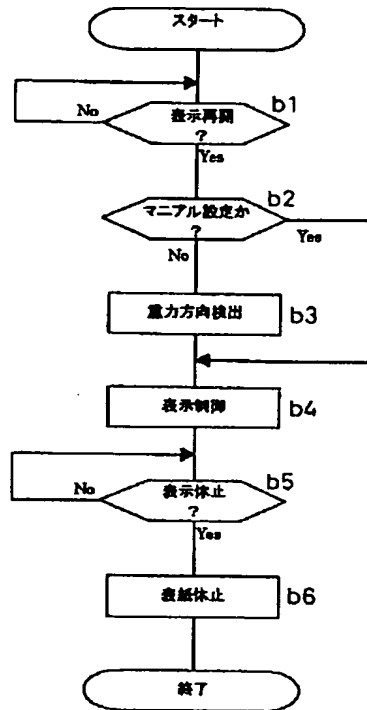 スタート
表示再開
?
b1
No
Yes
マニアル設定か
?
b2
Yes
No
重力方向検出
b3
表示制御
b4
表示休止
?
b5
No
Yes
表紙休止
b6
終了